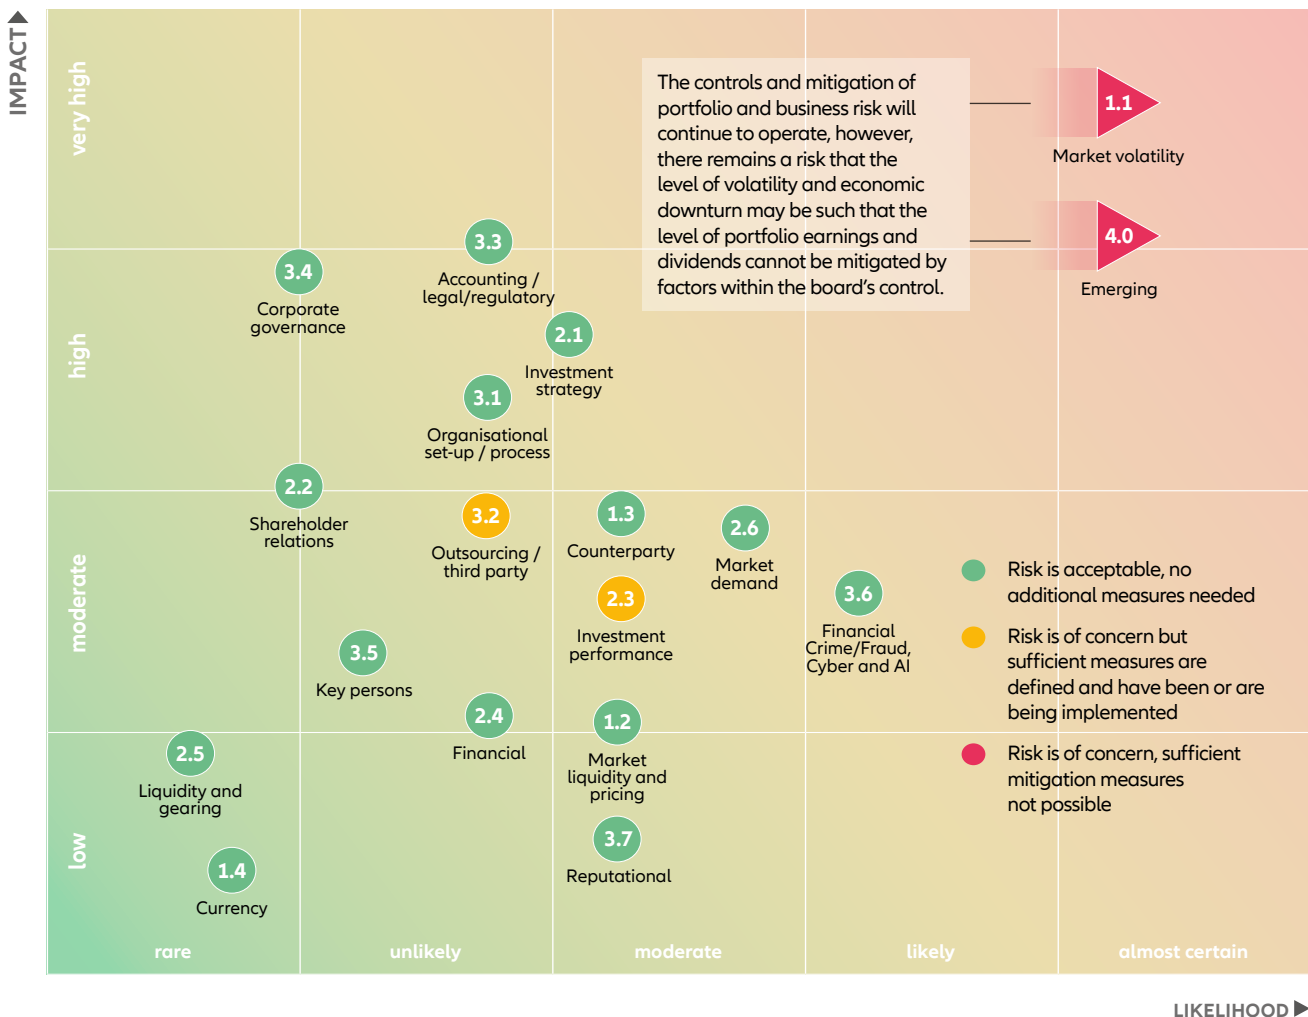 IMPACT
very high
high
moderate
low
The controls and mitigation of
portfolio and business risk will
continue to operate, however,
there remains a risk that the
level of volatility and economic
downturn may be such that the
level of portfolio earnings and
dividends cannot be mitigated by
factors within the board's control.
1.1
Market volatility
4.0
Emerging
3.3
Accounting /
legal/regulatory
3.4
Corporate
governance
2.1
Investment
strategy
3.1
Organisational
set-up / process
2.2
Shareholder
relations
3.2
Outsourcing /
third party
1.3
Counterparty
2.6
Market
demand
2.3
Investment
performance
3.6
Financial
Crime/Fraud,
Cyber and AI
3.5
Key persons
2.4
Financial
1.2
Market
liquidity and
pricing
2.5
Liquidity and
gearing
3.7
Reputational
1.4
Currency
Risk is acceptable, no
additional measures needed
Risk is of concern but
sufficient measures are
defined and have been or are
being implemented
Risk is of concern, sufficient
mitigation measures
not possible
rare
unlikely
moderate
likely
almost certain
LIKELIHOOD